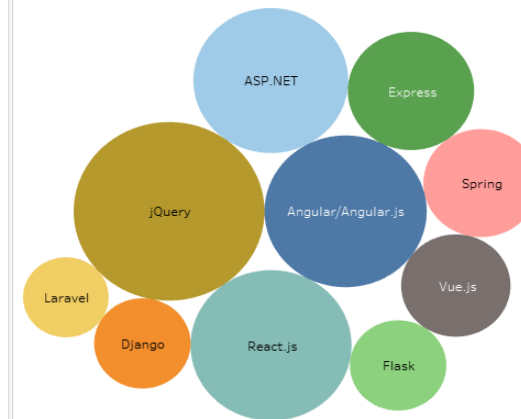 ASP.NET
Express
Spring
jQuery
Angular/Angular.js
Vue.js
Laravel
Django
React.js
Flask